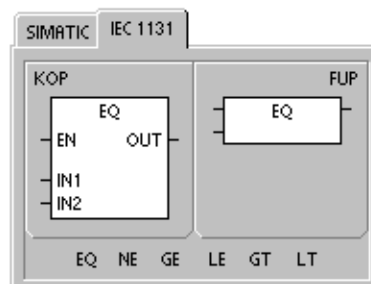 SIMATIC IEC 1131
KOP FUP
EQ EQ
EN OUT
IN1
IN2
EQ NE GE LE GT LT